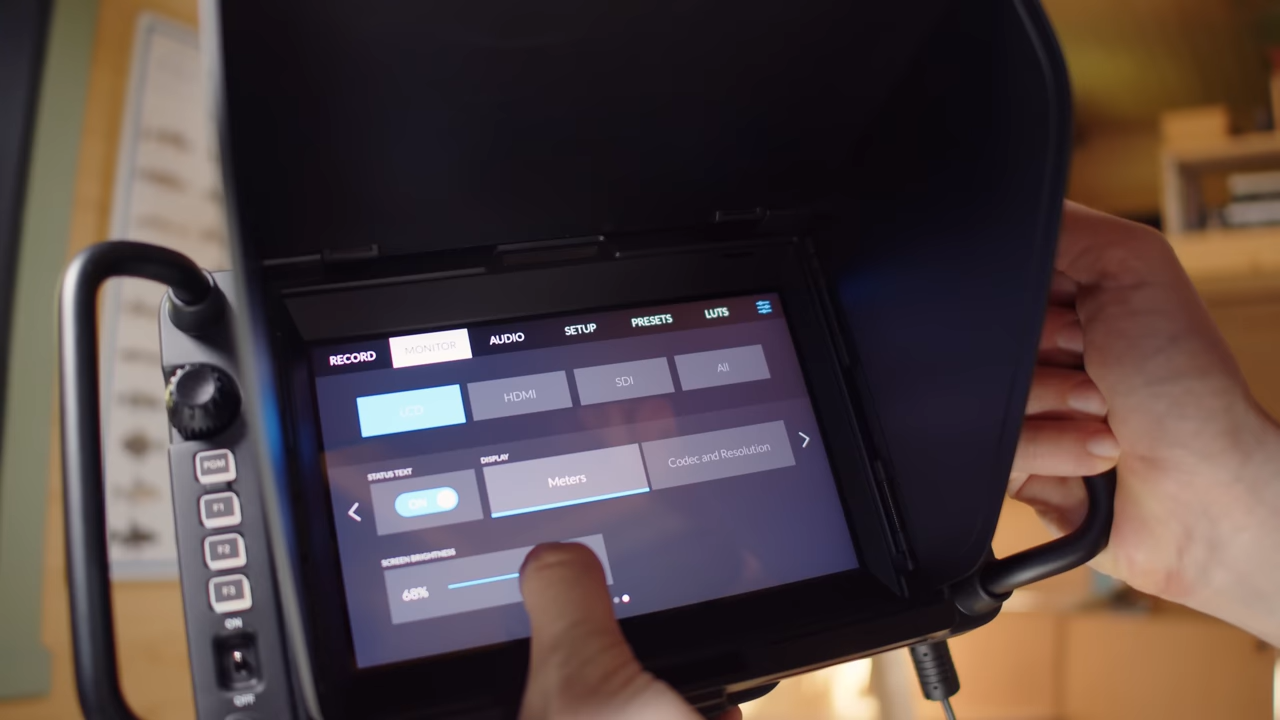 RECORD MONITOR AUDIO SETUP PRESETS LUTS
LCD HDMI SDI All
STATUS TEXT DISPLAY
ON Meters Codec and Resolution
SCREEN BRIGHTNESS
68%
PGM
F1
F2
F3
ON
OFF